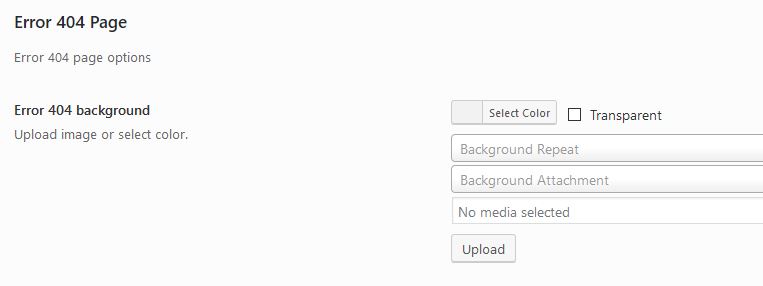 Error 404 Page
Error 404 page options
Error 404 background
Upload image or select color.
Select Color
Transparent
Background Repeat
Background Attachment
No media selected
Upload